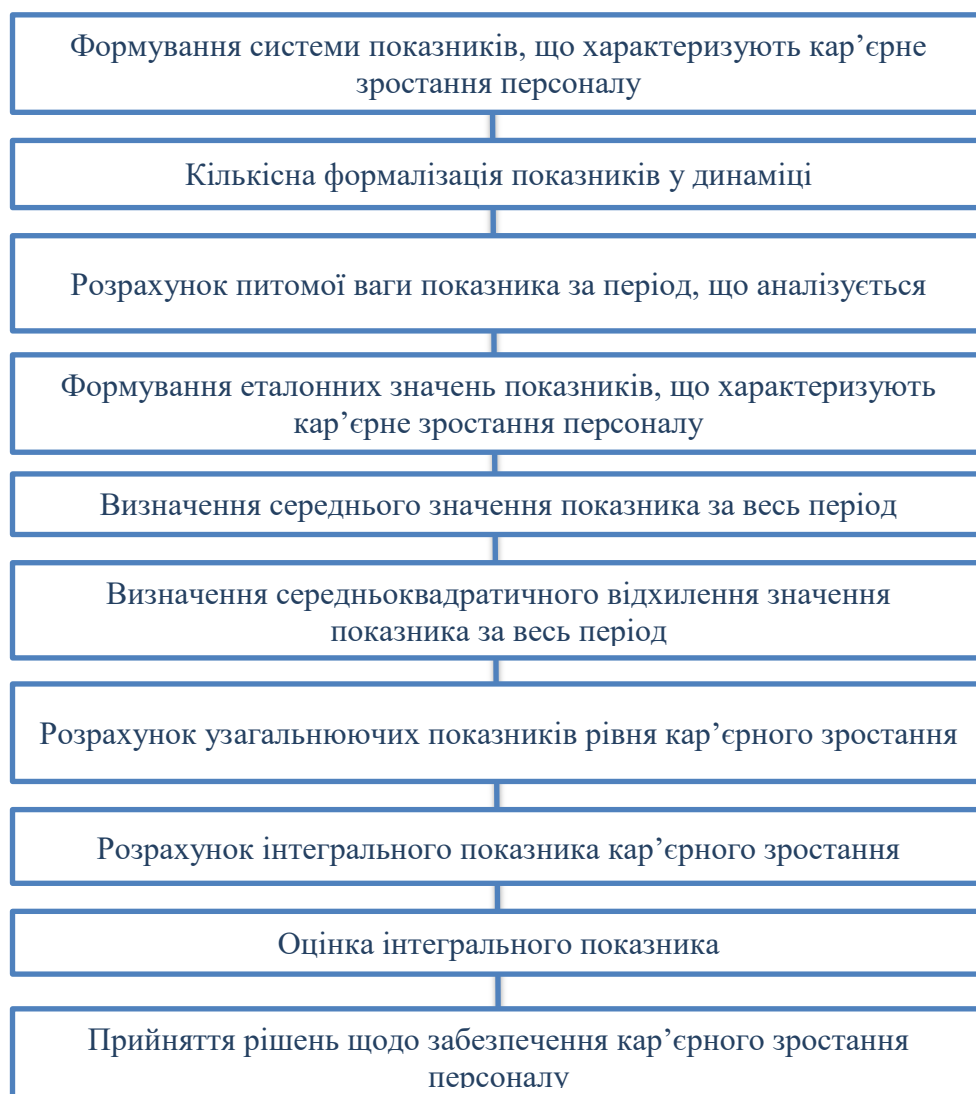 Формування системи показників, що характеризують кар’єрне
зростання персоналу
Кількісна формалізація показників у динаміці
Розрахунок питомої ваги показника за період, що аналізується
Формування еталонних значень показників, що характеризують
кар’єрне зростання персоналу
Визначення середнього значення показника за весь період
Визначення середньоквадратичного відхилення значення
показника за весь період
Розрахунок узагальнюючих показників рівня кар’єрного зростання
Розрахунок інтегрального показника кар’єрного зростання
Оцінка інтегрального показника
Прийняття рішень щодо забезпечення кар’єрного зростання
персоналу